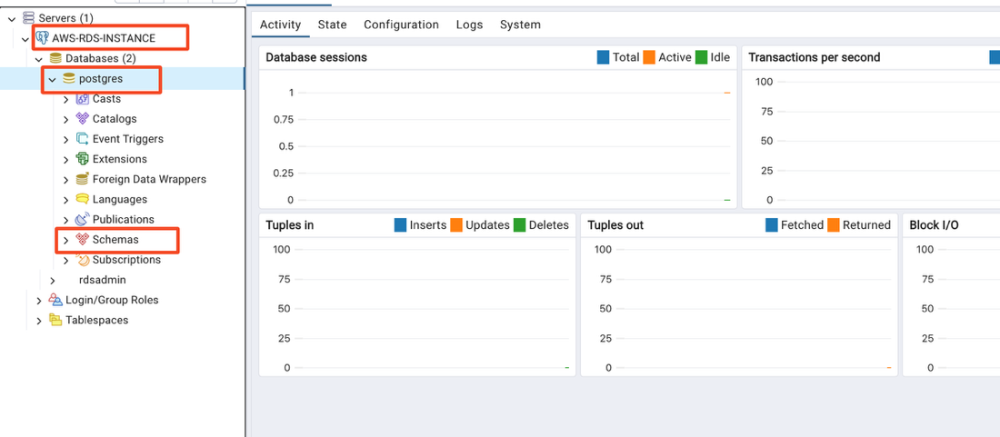 Servers (1)
AWS-RDS-INSTANCE
Databases (2)
postgres
Casts
Catalogs
Event Triggers
Extensions
Foreign Data Wrappers
Languages
Publications
Schemas
Subscriptions
rdsadmin
Login/Group Roles
Tablespaces
Activity State Configuration Logs System
Database sessions Total Active Idle
1
0.75
0.5
0.25
0
Transactions per second
100
75
50
25
0
Tuples in Inserts Updates Deletes
100
75
50
25
0
Tuples out Fetched Returned
100
75
50
25
0
Block I/O
100
75
50
25
0